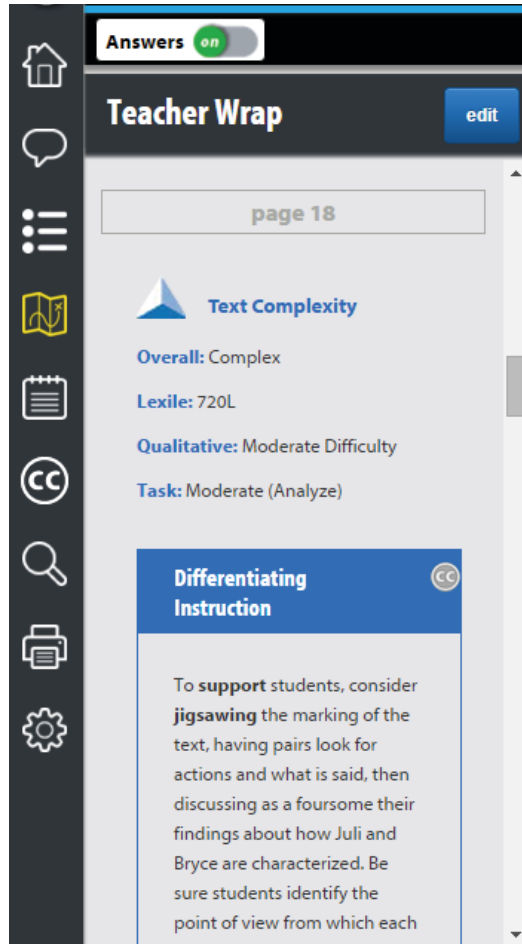 Answers on
Teacher Wrap
edit
page 18
Text Complexity
Overall: Complex
Lexile: 720L
Qualitative: Moderate Difficulty
Task: Moderate (Analyze)
Differentiating
Instruction
CC
To support students, consider
jigsawing the marking of the
text, having pairs look for
actions and what is said, then
discussing as a foursome their
findings about how Juli and
Bryce are characterized. Be
sure students identify the
point of view from which each
CC